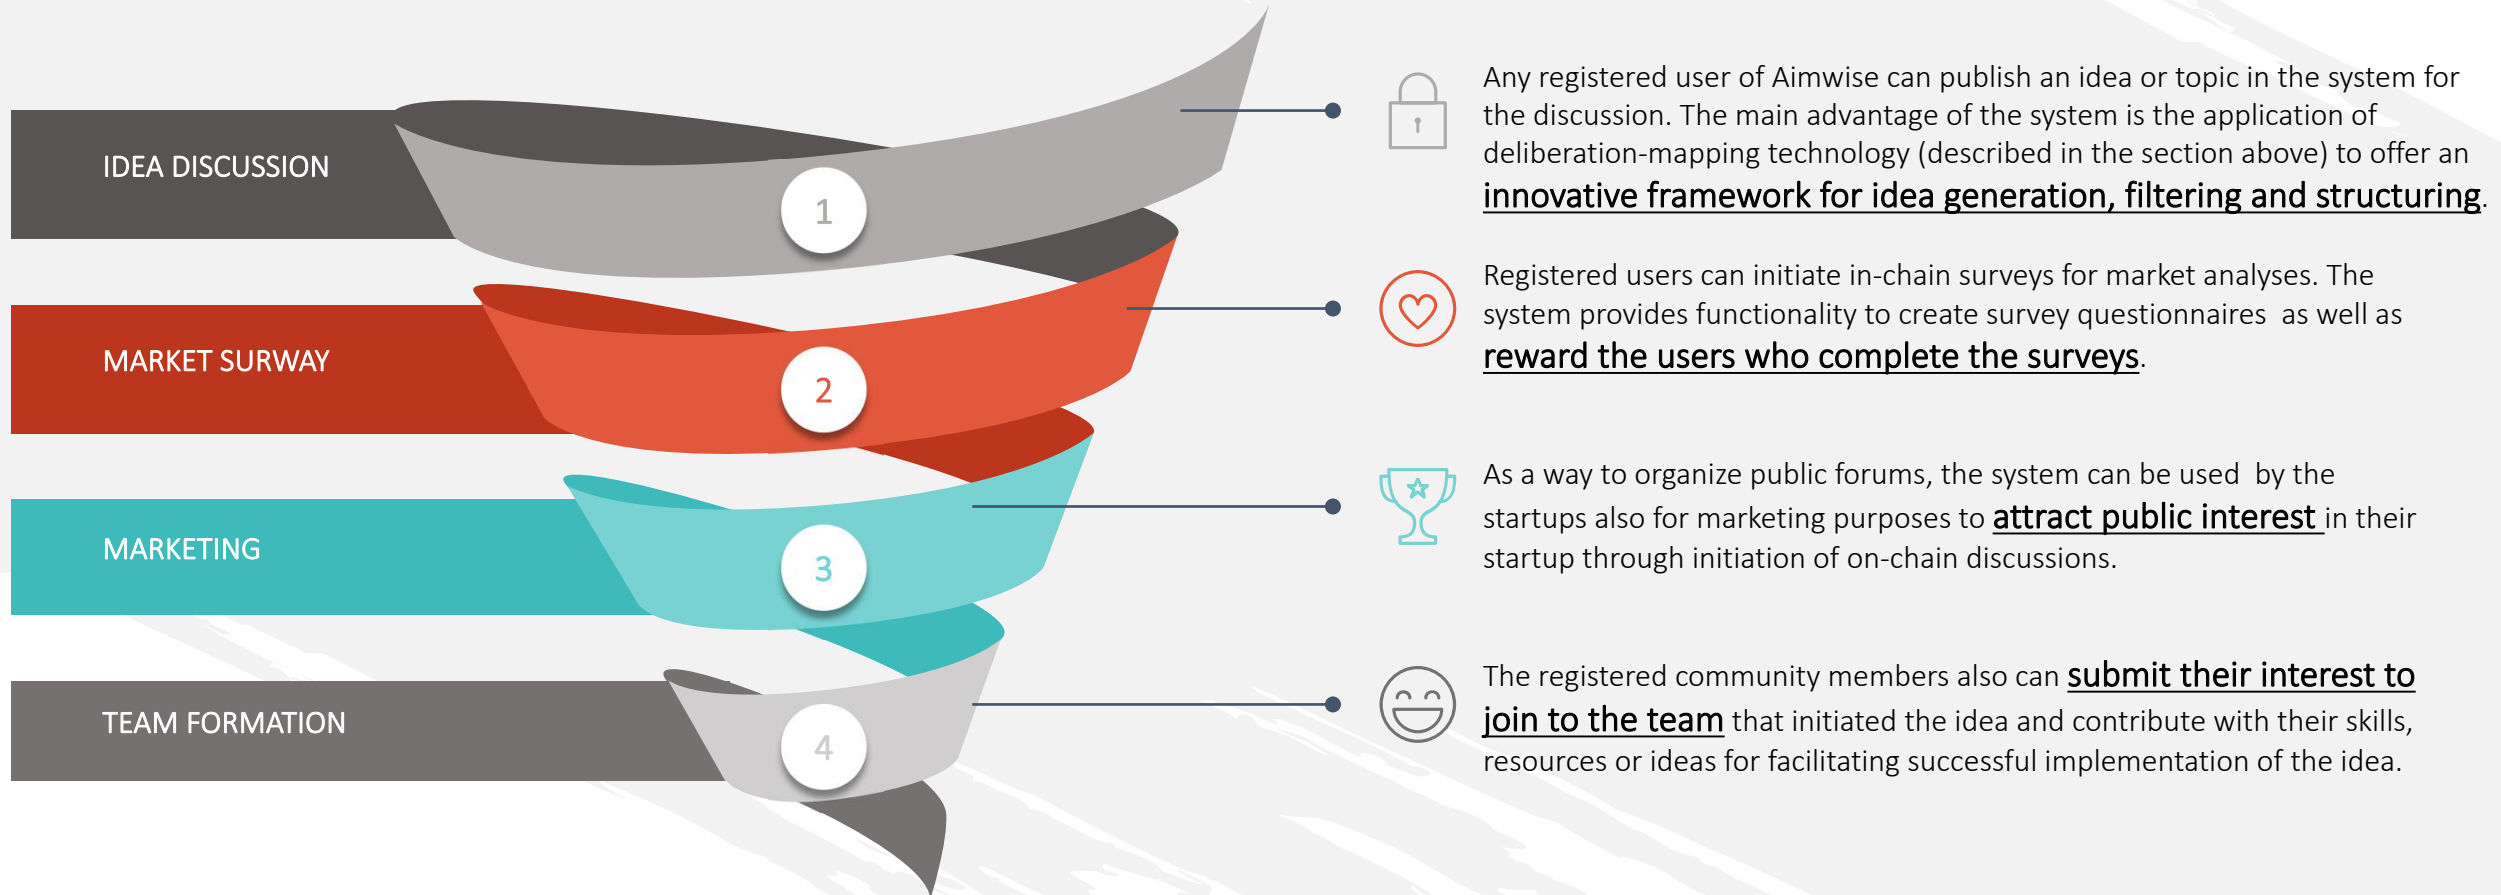 IDEA DISCUSSION
1
Any registered user of Aimwise can publish an idea or topic in the system for
the discussion. The main advantage of the system is the application of
deliberation-mapping technology (described in the section above) to offer an
innovative framework for idea generation, filtering and structuring.
MARKET SURWAY
2
Registered users can initiate in-chain surveys for market analyses. The
system provides functionality to create survey questionnaires  as well as
reward the users who complete the surveys.
MARKETING
3
As a way to organize public forums, the system can be used  by the
startups also for marketing purposes to attract public interest in their
startup through initiation of on-chain discussions.
TEAM FORMATION
4
The registered community members also can submit their interest to
join to the team that initiated the idea and contribute with their skills,
resources or ideas for facilitating successful implementation of the idea.